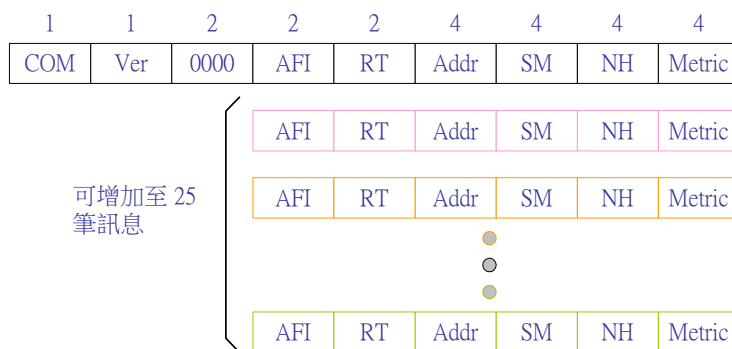 1 1 2 2 2 4 4 4 4
COM Ver 0000 AFI RT Addr SM NH Metric
AFI RT Addr SM NH Metric
可增加至 25
筆訊息
AFI RT Addr SM NH Metric
AFI RT Addr SM NH Metric